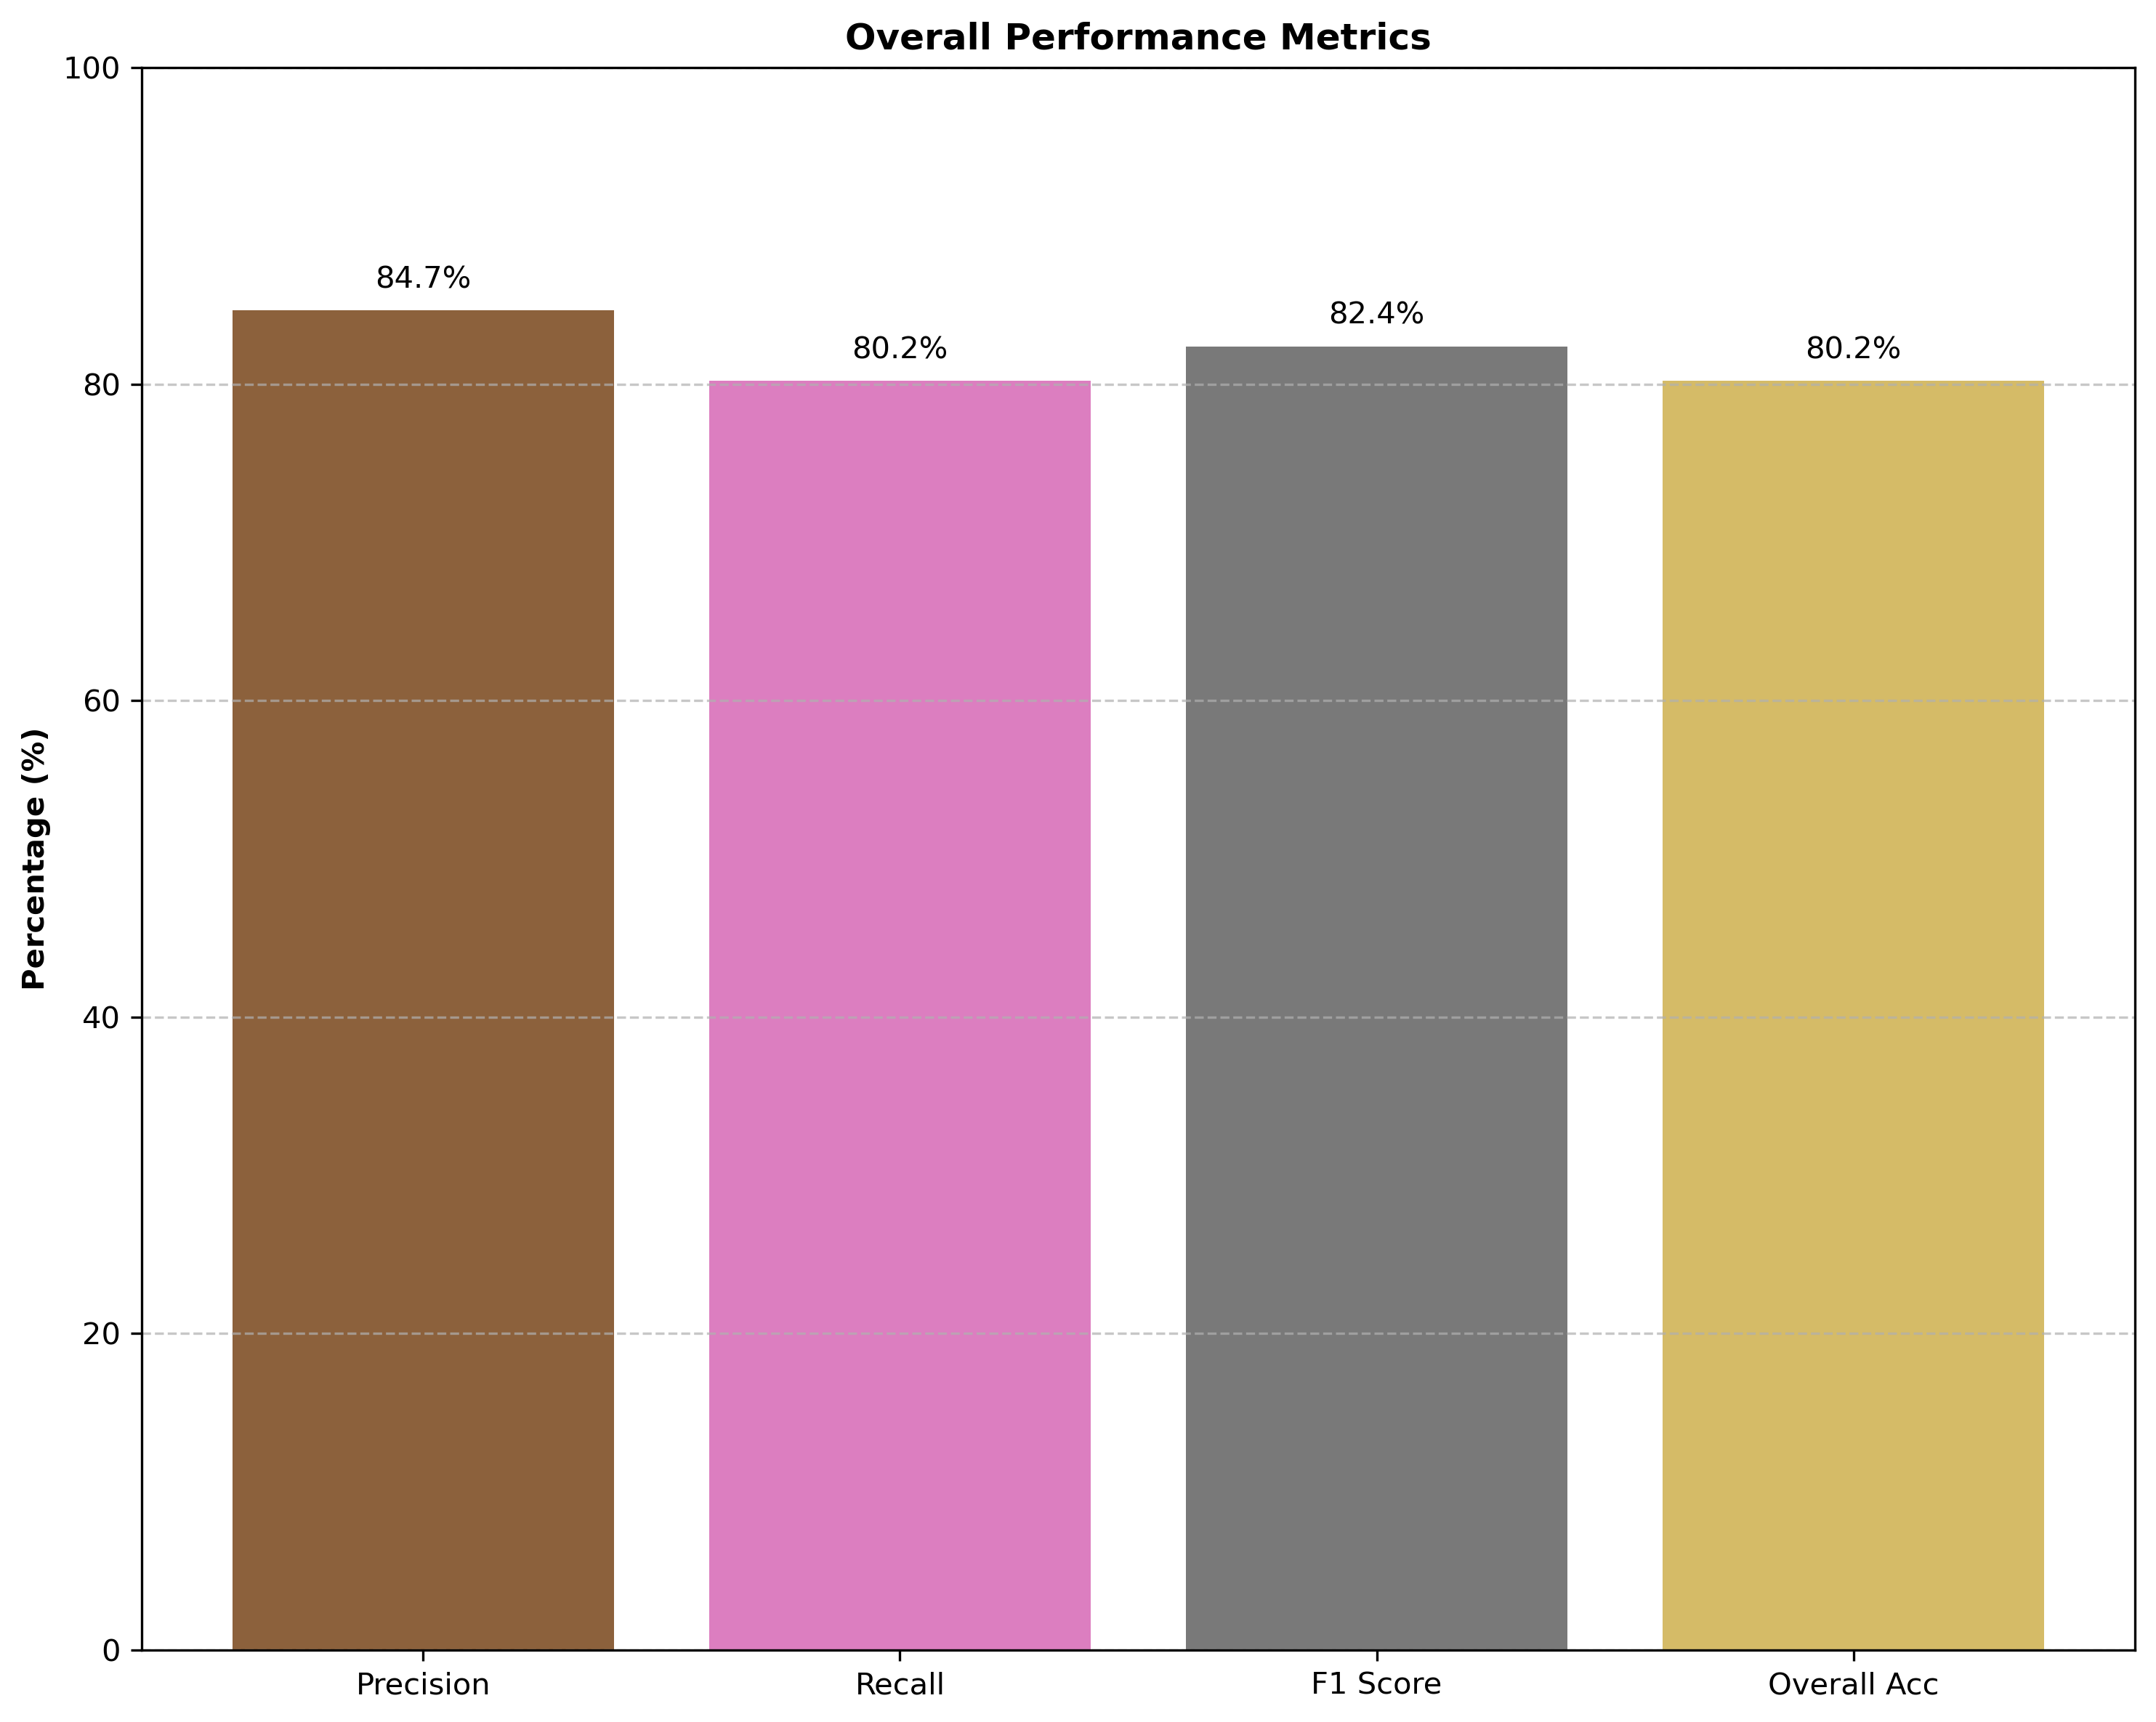 Overall Performance Metrics
Percentage (%)
100
80
60
40
20
0
84.7%
80.2%
82.4%
80.2%
Precision
Recall
F1 Score
Overall Acc